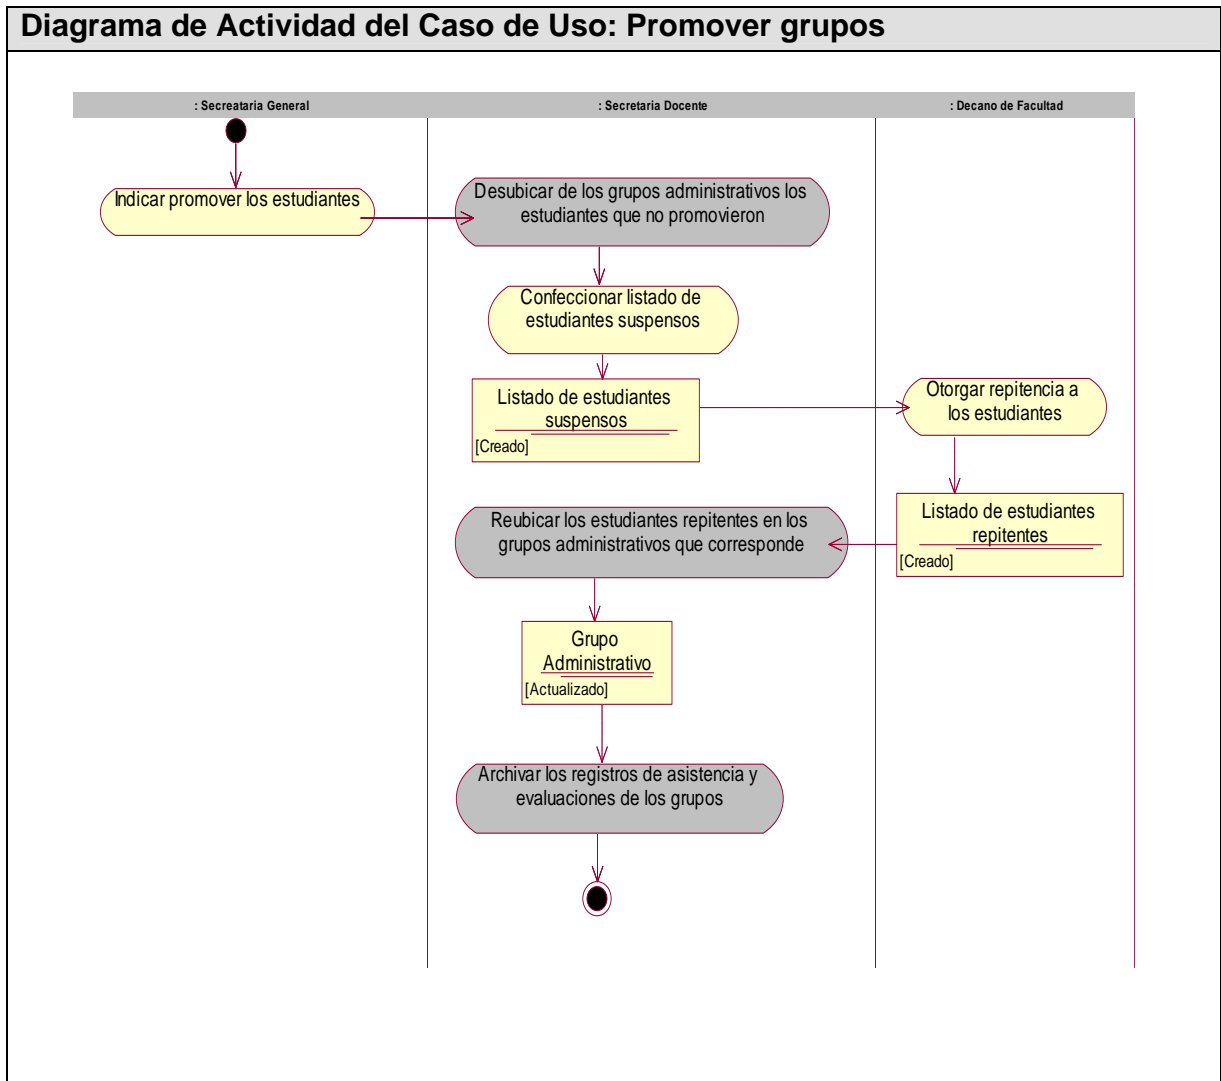 Diagrama de Actividad del Caso de Uso: Promover grupos
: Secreataria General
: Secretaria Docente
: Decano de Facultad
Indicar promover los estudiantes
Desubicar de los grupos administrativos los
estudiantes que no promovieron
Confeccionar listado de
estudiantes suspensos
Listado de estudiantes
suspensos
[Creado]
Otorgar repitencia a
los estudiantes
Listado de estudiantes
repitentes
[Creado]
Reubicar los estudiantes repitentes en los
grupos administrativos que corresponde
Grupo
Administrativo
[Actualizado]
Archivar los registros de asistencia y
evaluaciones de los grupos